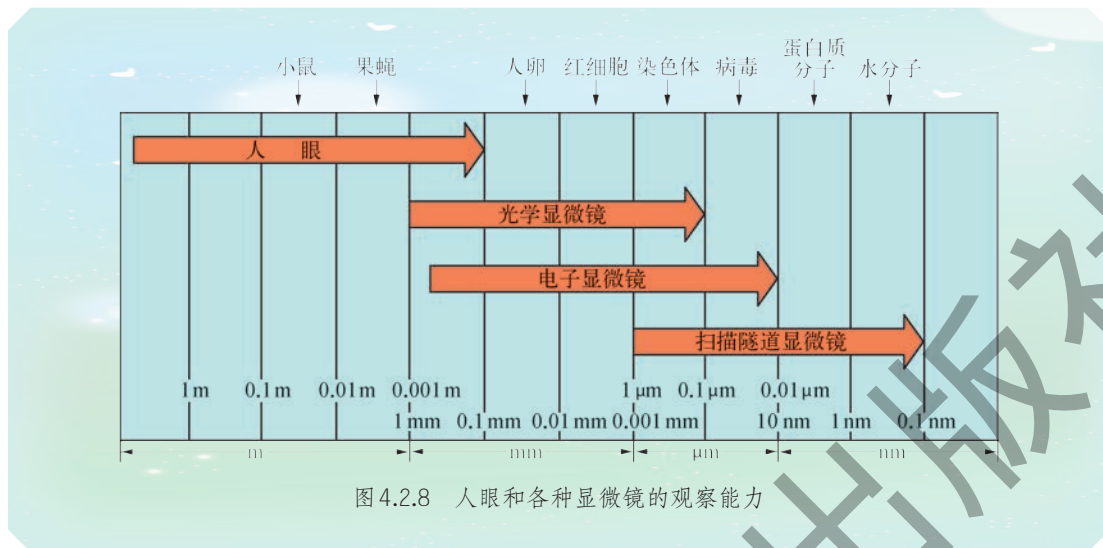 蛋白质
小鼠 果蝇 人卵 红细胞 染色体 病毒 分子 水分子
人 眼
光学显微镜
电子显微镜
扫描隧道显微镜
1 m 0.1 m 0.01 m 0.001 m 1 μm 0.1 μm 0.01 μm
1 mm 0.1 mm 0.01 mm 0.001 mm 10 nm 1 nm 0.1 nm
m mm μm nm
图4.2.8 人眼和各种显微镜的观察能力
出版社